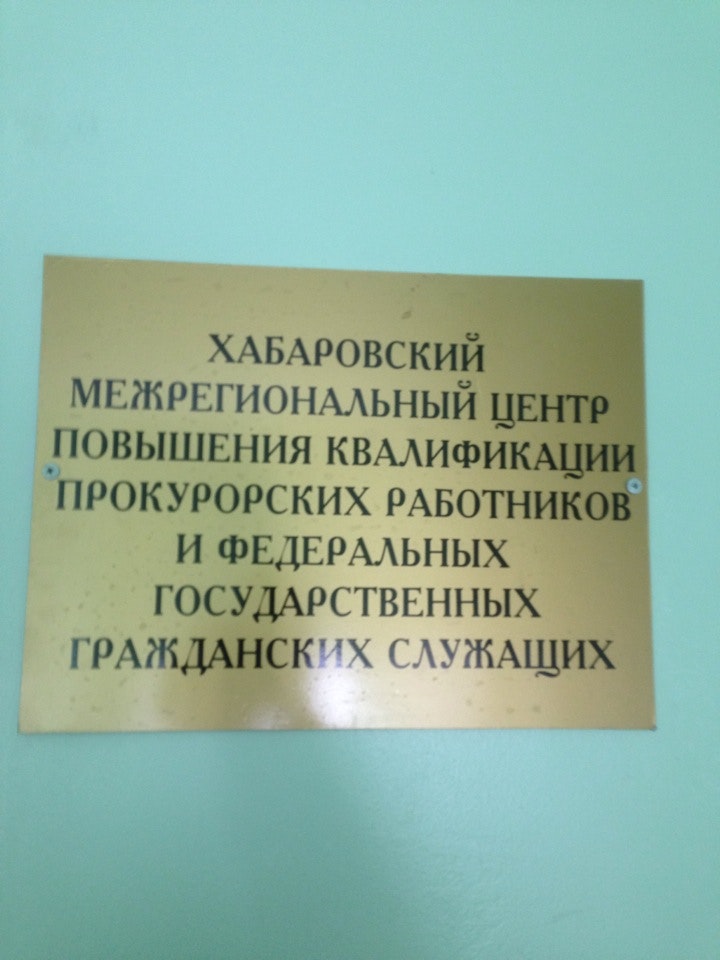 ХАБАРОВСКИЙ
МЕЖРЕГИОНАЛЬНЫЙ ЦЕНТР
ПОВЫШЕНИЯ КВАЛИФИКАЦИИ
ПРОКУРОРСКИХ РАБОТНИКОВ
И ФЕДЕРАЛЬНЫХ
ГОСУДАРСТВЕННЫХ
ГРАЖДАНСКИХ СЛУЖАЩИХ